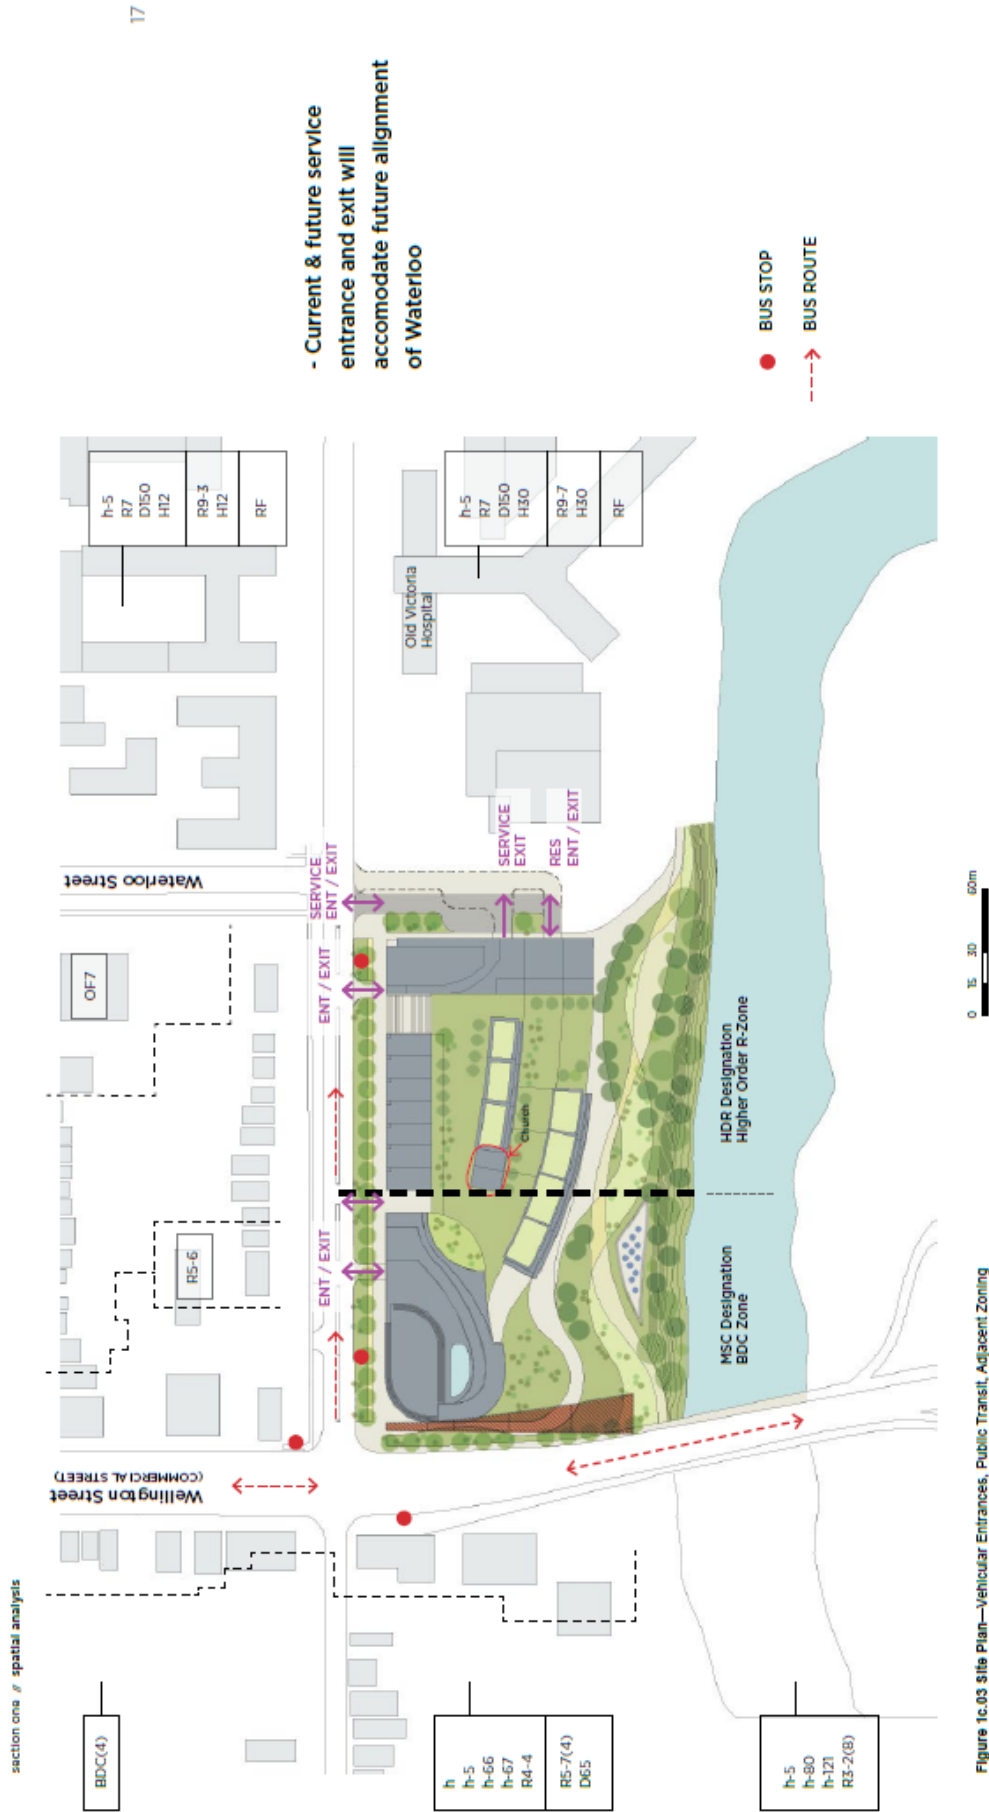 section one // spatial analysis
17
BDC(4)
Wellington Street
(COMMERCIAL STREET)
R5-6
OF7
Waterloo Street
h-5
R7
D150
H12
R9-3
H12
RF
- Current & future service
entrance and exit will
accomodate future alignment
of Waterloo
ENT / EXIT
ENT / EXIT
SERVICE
ENT / EXIT
h
h-5
h-66
h-67
R4-4
R5-7(4)
D65
Church
SERVICE
EXIT
RES
ENT / EXIT
Old Victoria
Hospital
h-5
R7
D150
H30
R9-7
H30
RF
h-5
h-80
h-121
R3-2(8)
MSC Designation
BDC Zone
HDR Designation
Higher Order R-Zone
BUS STOP
BUS ROUTE
0 15 30 60m
Figure 1c.03 Site Plan—Vehicular Entrances, Public Transit, Adjacent Zoning